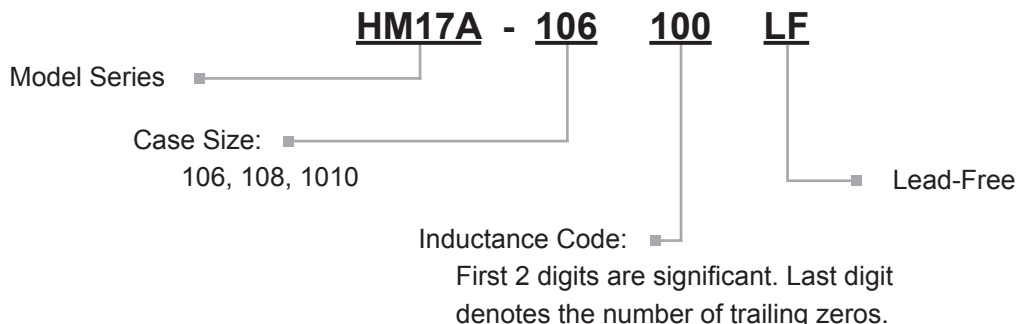 HM17A - 106 100 LF
Model Series
Case Size:
106, 108, 1010
Lead-Free
Inductance Code:
First 2 digits are significant. Last digit
denotes the number of trailing zeros.